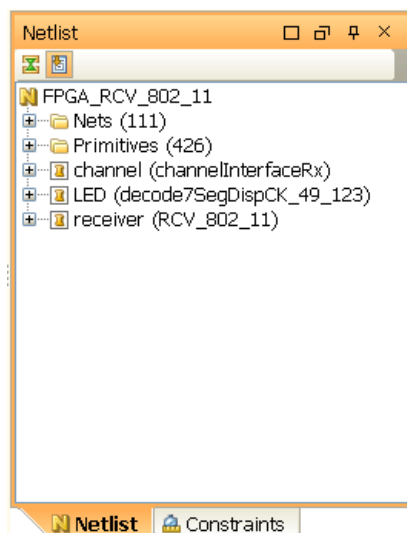 Netlist
FPGA_RCV_802_11
Nets (111)
Primitives (426)
channel (channelInterfaceRx)
LED (decode7SegDispCK_49_123)
receiver (RCV_802_11)
Netlist Constraints